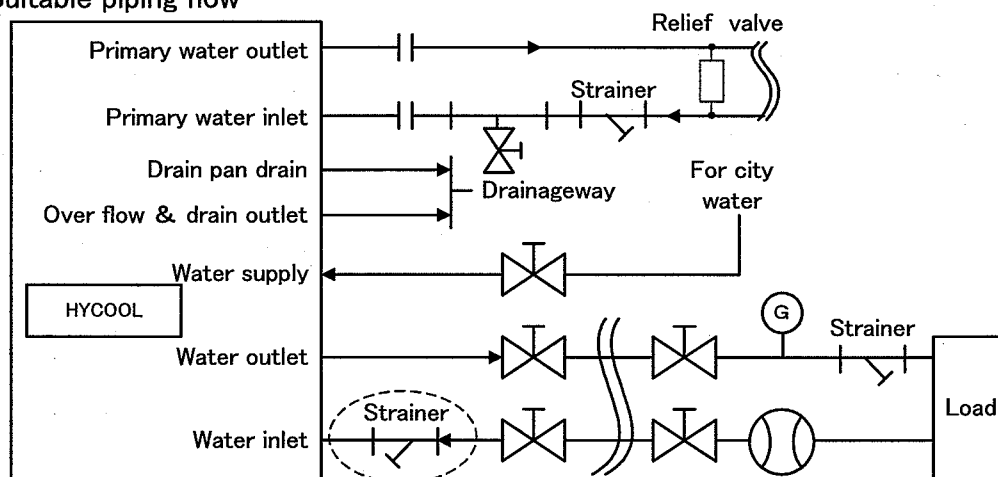 Suitable piping flow
Relief valve
Primary water outlet
Strainer
Primary water inlet
Drain pan drain
Drainageway
For city
water
Over flow & drain outlet
Water supply
HYCOOL
G
Strainer
Water outlet
Load
Strainer
Water inlet